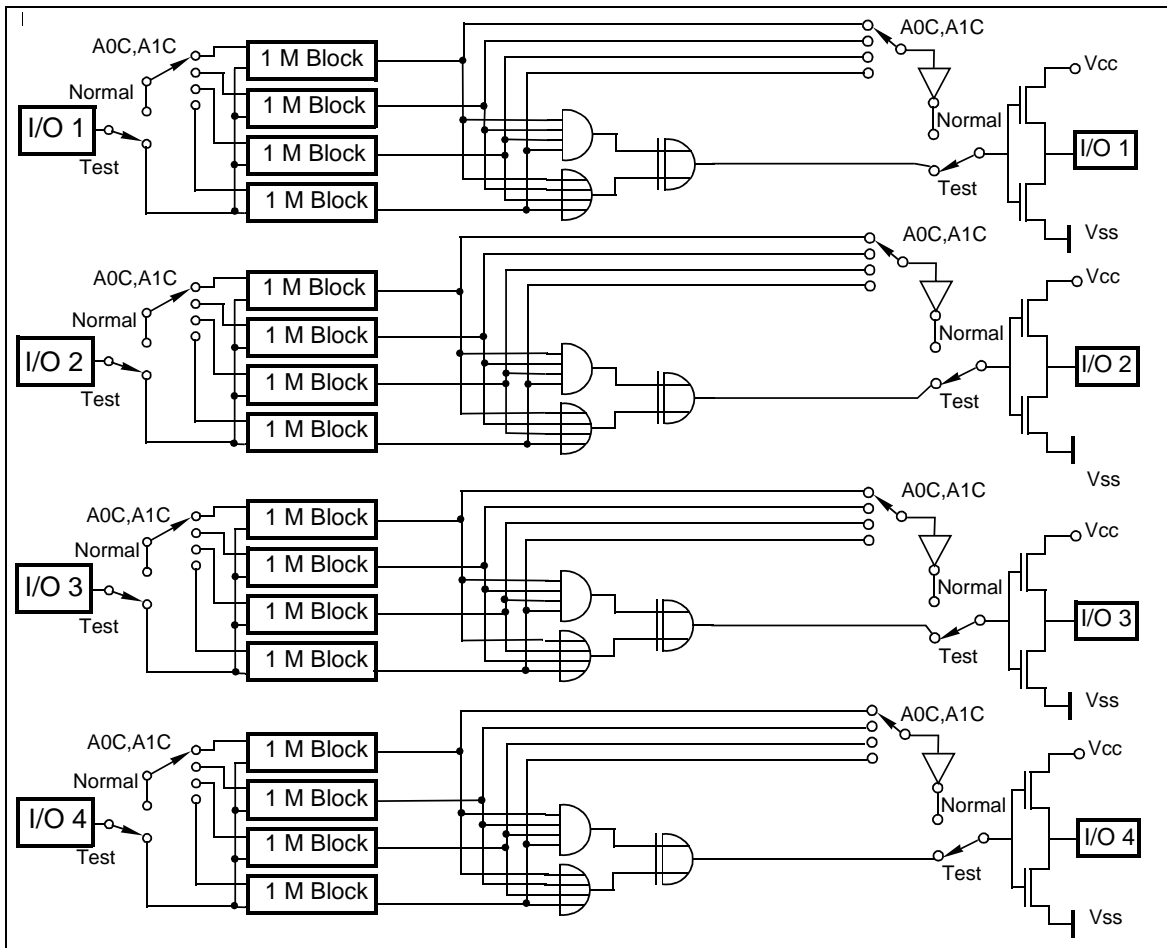 A0C,A1C
1 M Block
A0C,A1C
Vcc
Normal
1 M Block
Normal
I/O 1
1 M Block
I/O 1
Test
Test
1 M Block
Vss
A0C,A1C
A0C,A1C
1 M Block
Vcc
Normal
1 M Block
Normal
I/O 2
1 M Block
I/O 2
Test
Test
1 M Block
Vss
A0C,A1C
A0C,A1C
1 M Block
Vcc
Normal
1 M Block
Normal
I/O 3
1 M Block
I/O 3
Test
Test
1 M Block
Vss
A0C,A1C
A0C,A1C
1 M Block
Vcc
Normal
1 M Block
Normal
I/O 4
1 M Block
I/O 4
Test
Test
1 M Block
Vss